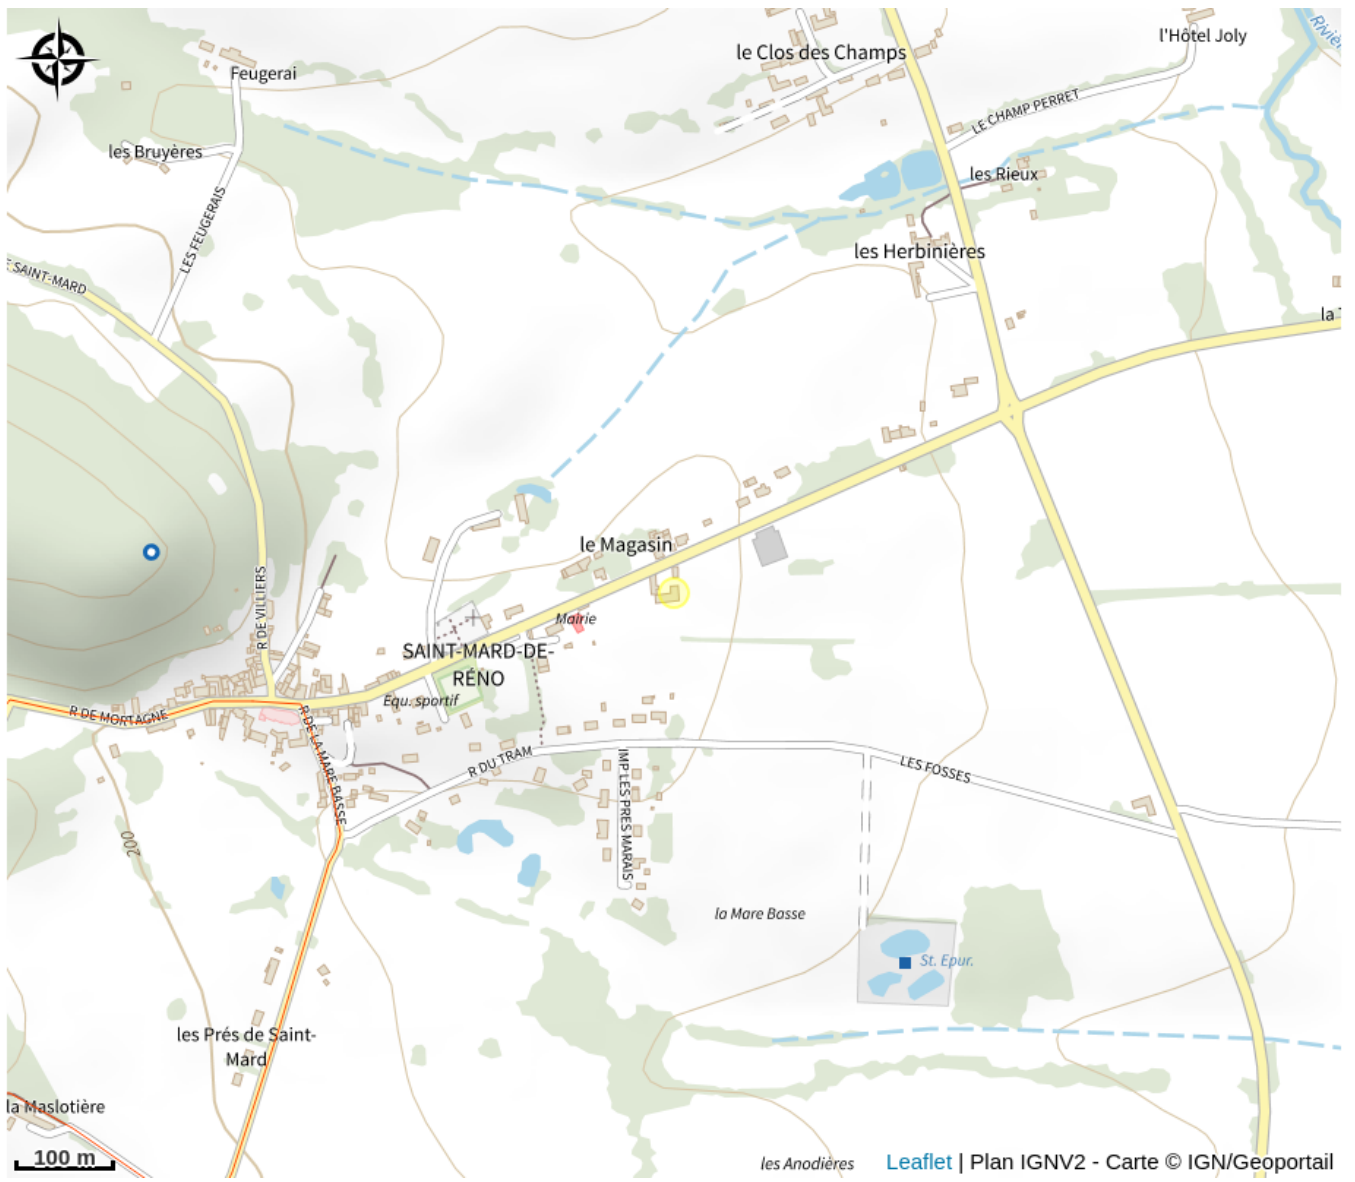 Riviè
l'Hôtel Joly
le Clos des Champs
Feugerai
LE CHAMP PERRET
les Bruyères
les Rieux
LES FEUGERAIS
les Herbinières
E SAINT-MARD
la
le Magasin
R DE VILLIERS
Mairie
SAINT-MARD-DE-
RÉNO
Equ. sportif
R DE MORTAGNE
R DE LA MARE BASSE
R DU TRAM
LES FOSSES
IMP LES PRES MARAIS
200
la Mare Basse
St. Epur.
les Prés de Saint-
Mard
la Maslotière
100 m
les Anodières
Leaflet | Plan IGNV2 - Carte © IGN/Geoportail